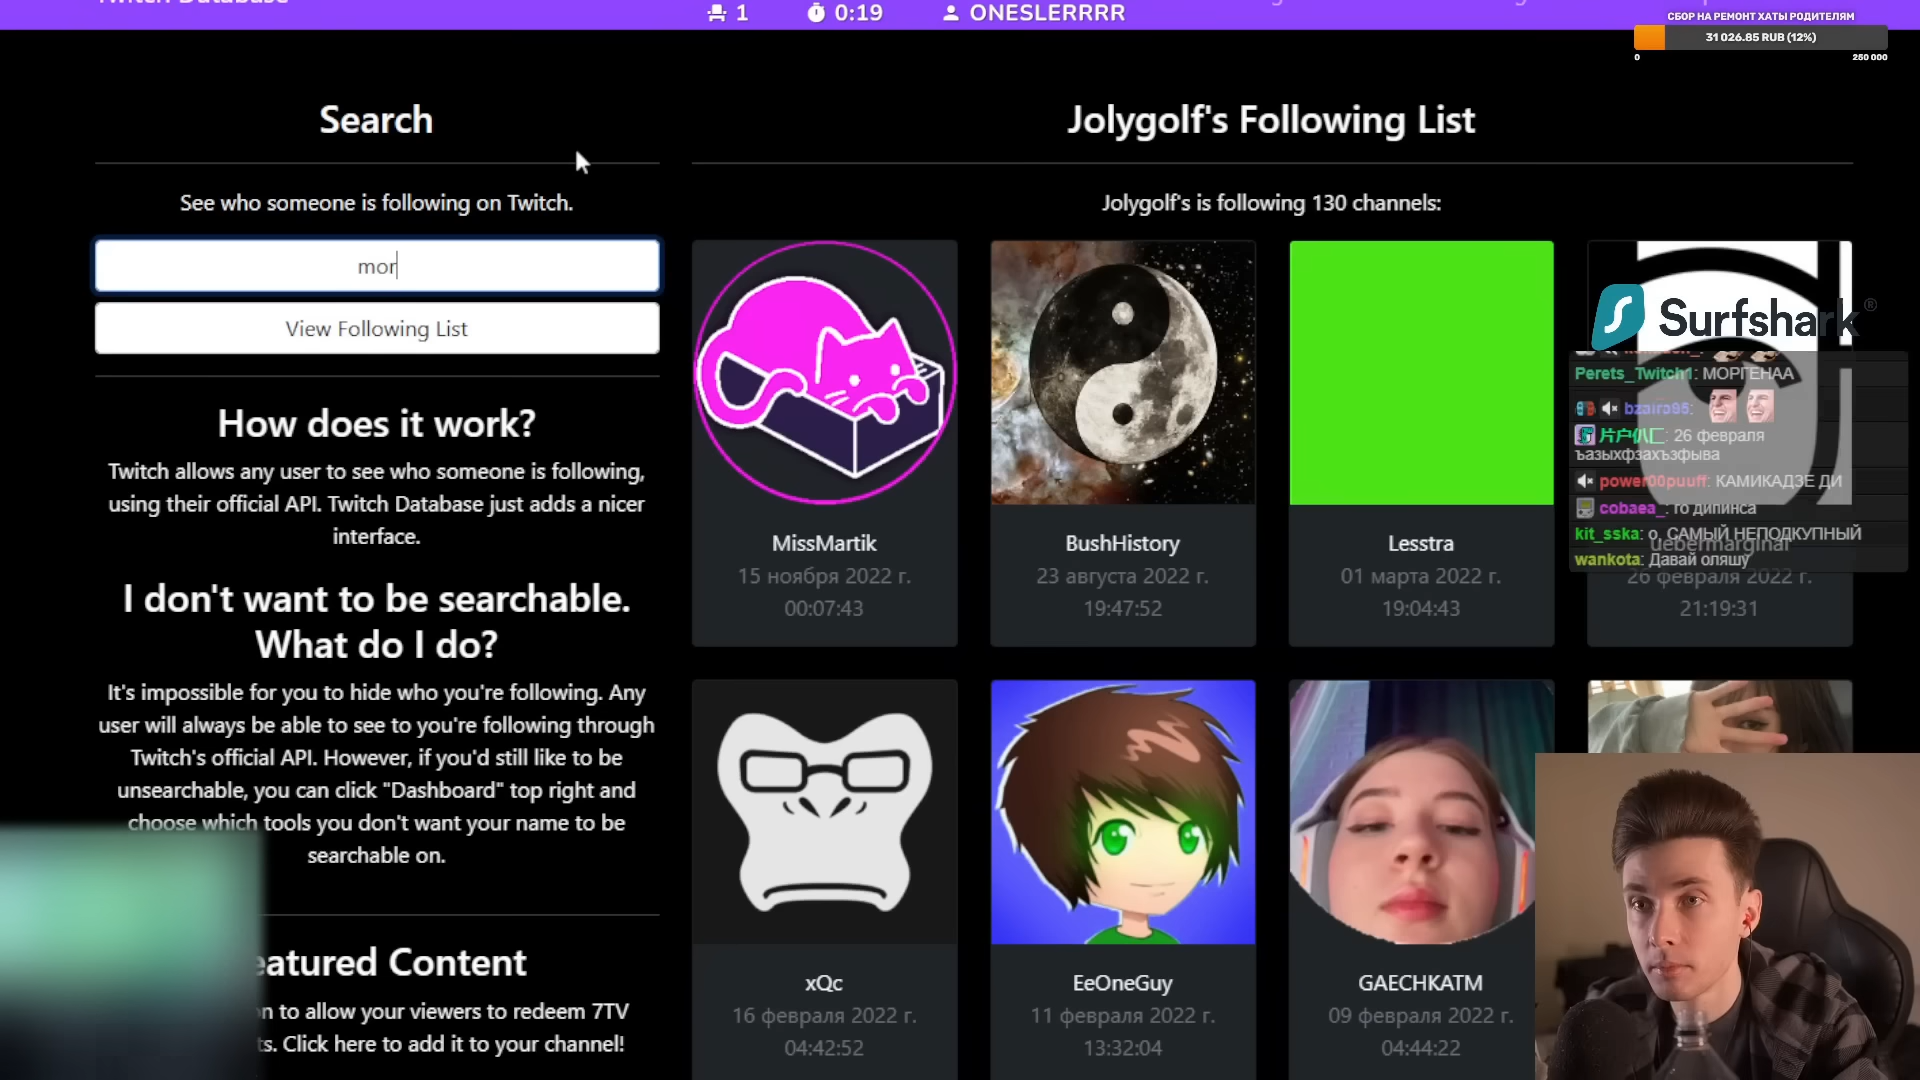 Twitch Database
1
0:19
ONESLERRRR
СБОР НА РЕМОНТ ХАТЫ РОДИТЕЛЯМ
31 026.85 RUB (12%)
0
250 000
Search
See who someone is following on Twitch.
mor
View Following List
How does it work?
Twitch allows any user to see who someone is following,
using their official API. Twitch Database just adds a nicer
interface.
I don't want to be searchable.
What do I do?
It's impossible for you to hide who you're following. Any
user will always be able to see to you're following through
Twitch's official API. However, if you'd still like to be
unsearchable, you can click "Dashboard" top right and
choose which tools you don't want your name to be
searchable on.
eatured Content
n to allow your viewers to redeem 7TV
ts. Click here to add it to your channel!
Jolygolf's Following List
Jolygolf's is following 130 channels:
MissMartik
15 ноября 2022 г.
00:07:43
BushHistory
23 августа 2022 г.
19:47:52
Lesstra
01 марта 2022 г.
19:04:43
uebermarginal
26 февраля 2022 г.
21:19:31
Surfshark®
Perets_Twitch1: МОРГЕНАА
bzairo95:
片户仈匚: 26 февраля
ъазыхфзахъзфыва
power00puuff: КАМИКАДЗЕ ДИ
cobaea_: го дипинса
kit_sska: о, САМЫЙ НЕПОДКУПНЫЙ
wankota: Давай оляшу
xQc
16 февраля 2022 г.
04:42:52
EeOneGuy
11 февраля 2022 г.
13:32:04
GAECHKATM
09 февраля 2022 г.
04:44:22